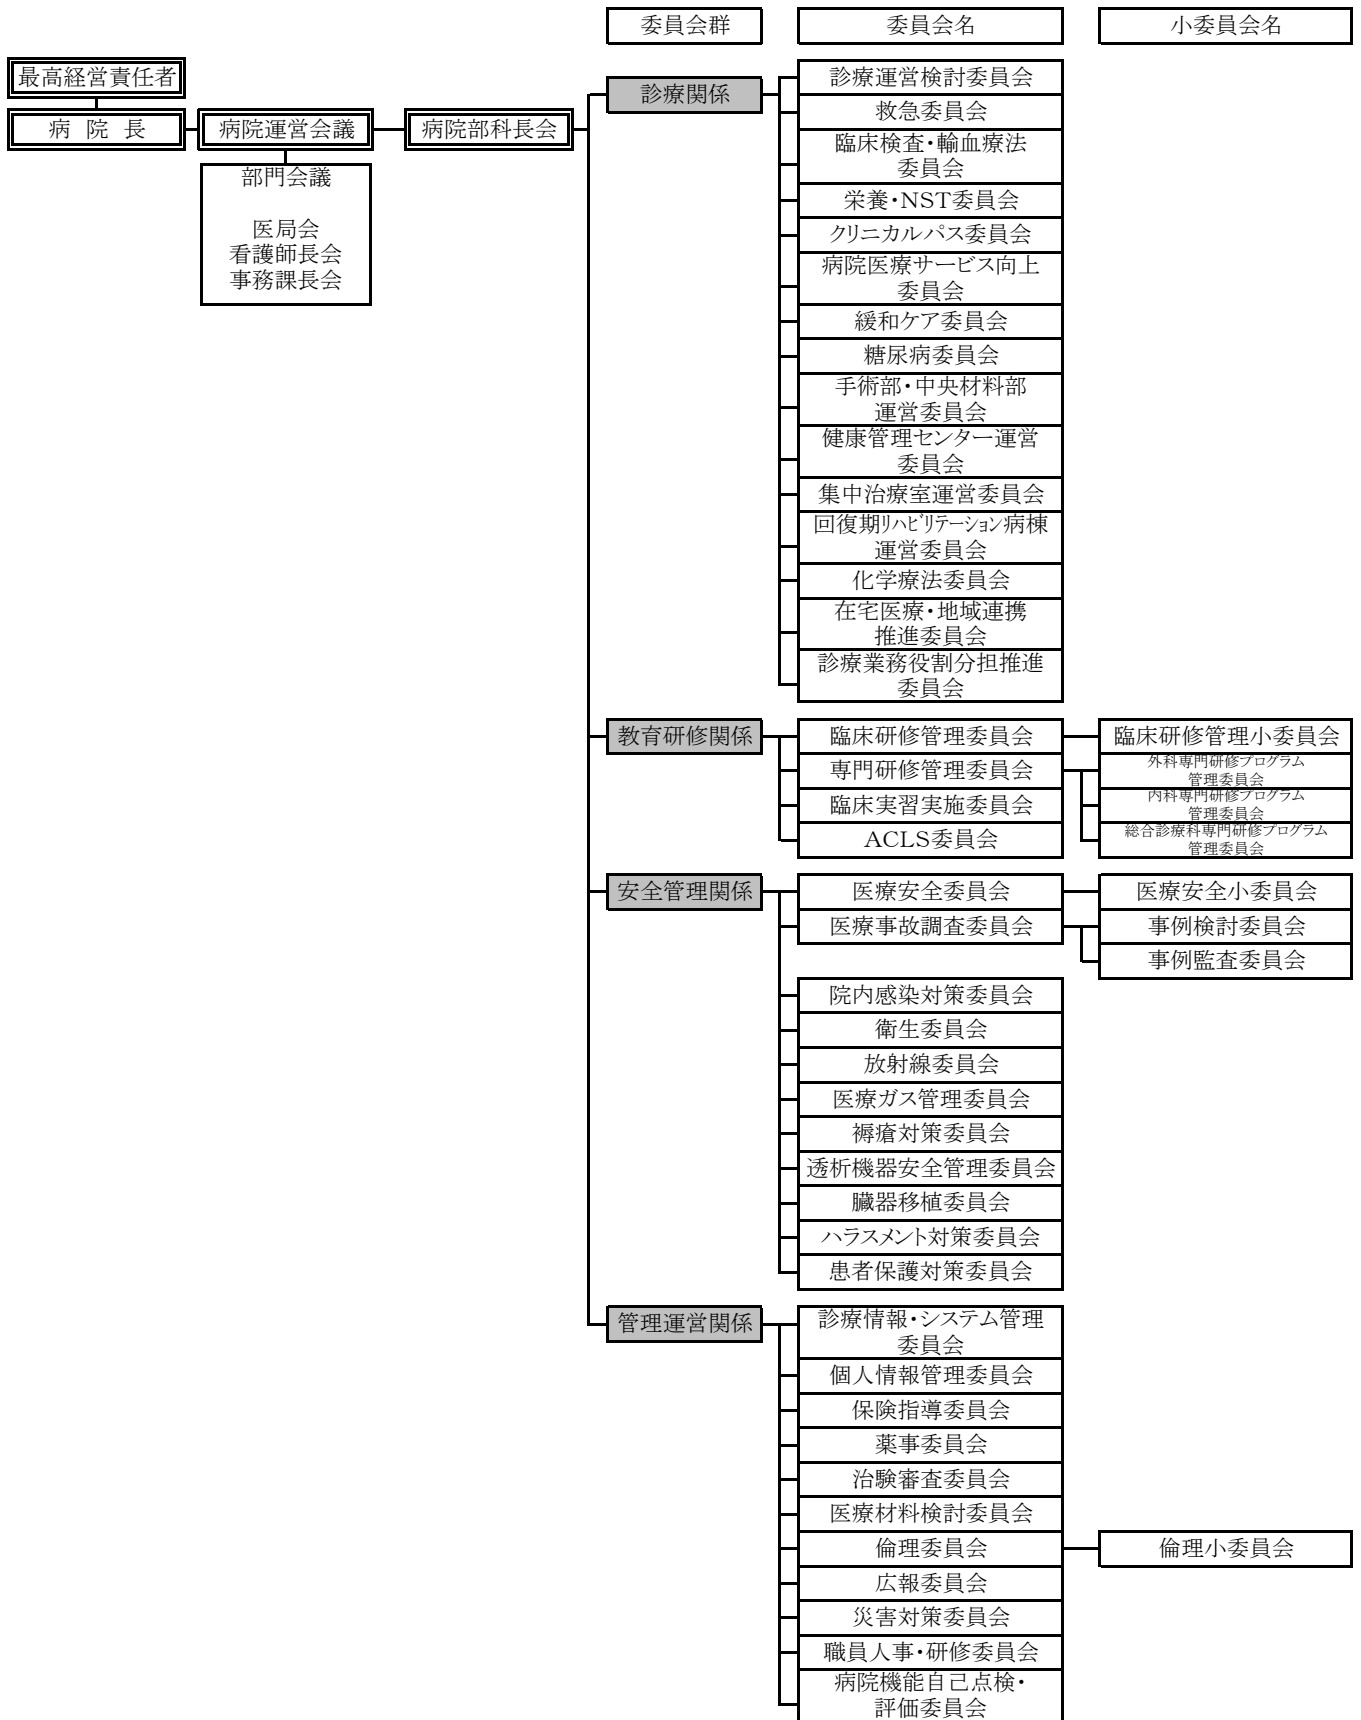 委員会群
委員会名
小委員会名
最高経営責任者
病 院 長
病院運営会議
病院部科長会
部門会議
医局会
看護師長会
事務課長会
診療関係
診療運営検討委員会
救急委員会
臨床検査・輸血療法
委員会
栄養・NST委員会
クリニカルパス委員会
病院医療サービス向上
委員会
緩和ケア委員会
糖尿病委員会
手術部・中央材料部
運営委員会
健康管理センター運営
委員会
集中治療室運営委員会
回復期ﾘﾊﾋﾞﾘﾃｰｼｮﾝ病棟
運営委員会
化学療法委員会
在宅医療・地域連携
推進委員会
診療業務役割分担推進
委員会
教育研修関係
臨床研修管理委員会
臨床研修管理小委員会
専門研修管理委員会
外科専門研修プログラム
管理委員会
臨床実習実施委員会
内科専門研修プログラム
管理委員会
ACLS委員会
総合診療科専門研修プログラム
管理委員会
安全管理関係
医療安全委員会
医療安全小委員会
医療事故調査委員会
事例検討委員会
事例監査委員会
院内感染対策委員会
衛生委員会
放射線委員会
医療ガス管理委員会
褥瘡対策委員会
透析機器安全管理委員会
臓器移植委員会
ハラスメント対策委員会
患者保護対策委員会
管理運営関係
診療情報・システム管理
委員会
個人情報管理委員会
保険指導委員会
薬事委員会
治験審査委員会
医療材料検討委員会
倫理委員会
倫理小委員会
広報委員会
災害対策委員会
職員人事・研修委員会
病院機能自己点検・
評価委員会